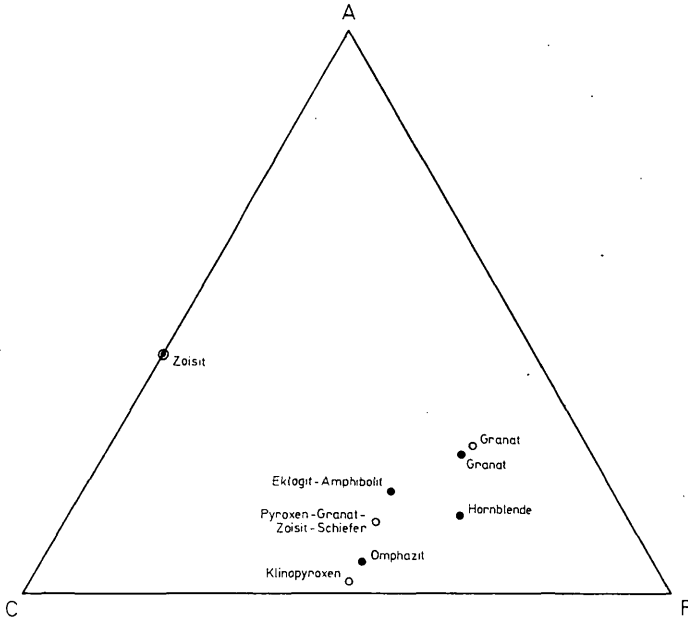 A
Zoisit
Granat
Granat
Eklogit-Amphibolit
Hornblende
Pyroxen-Granat-
Zoisit-Schiefer
Omphazit
Klinopyroxen
C
F